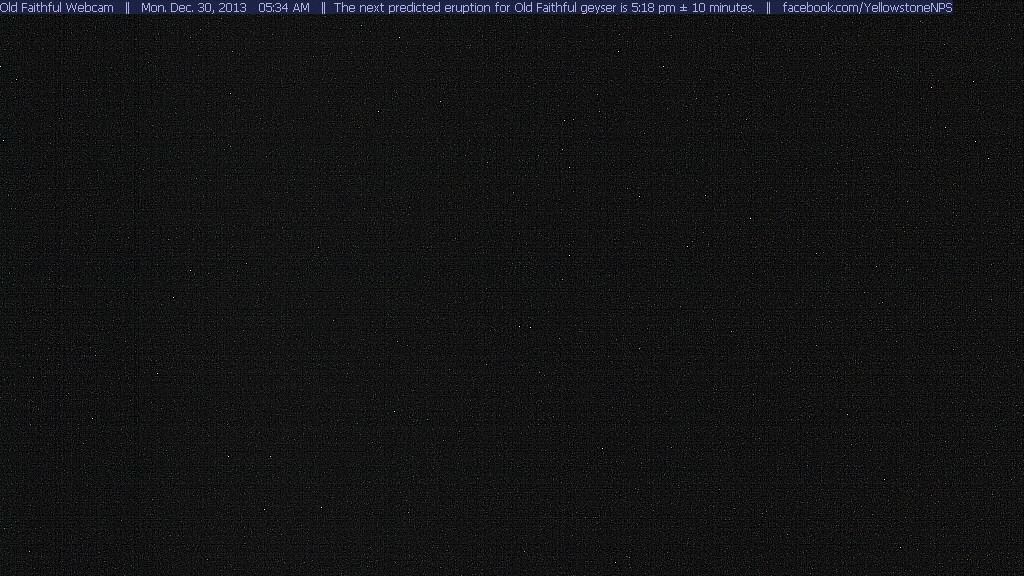 Old Faithful Webcam || Mon. Dec. 30, 2013 05:34 AM || The next predicted eruption for Old Faithful geyser is 5:18 pm ± 10 minutes. || facebook.com/YellowstoneNPS